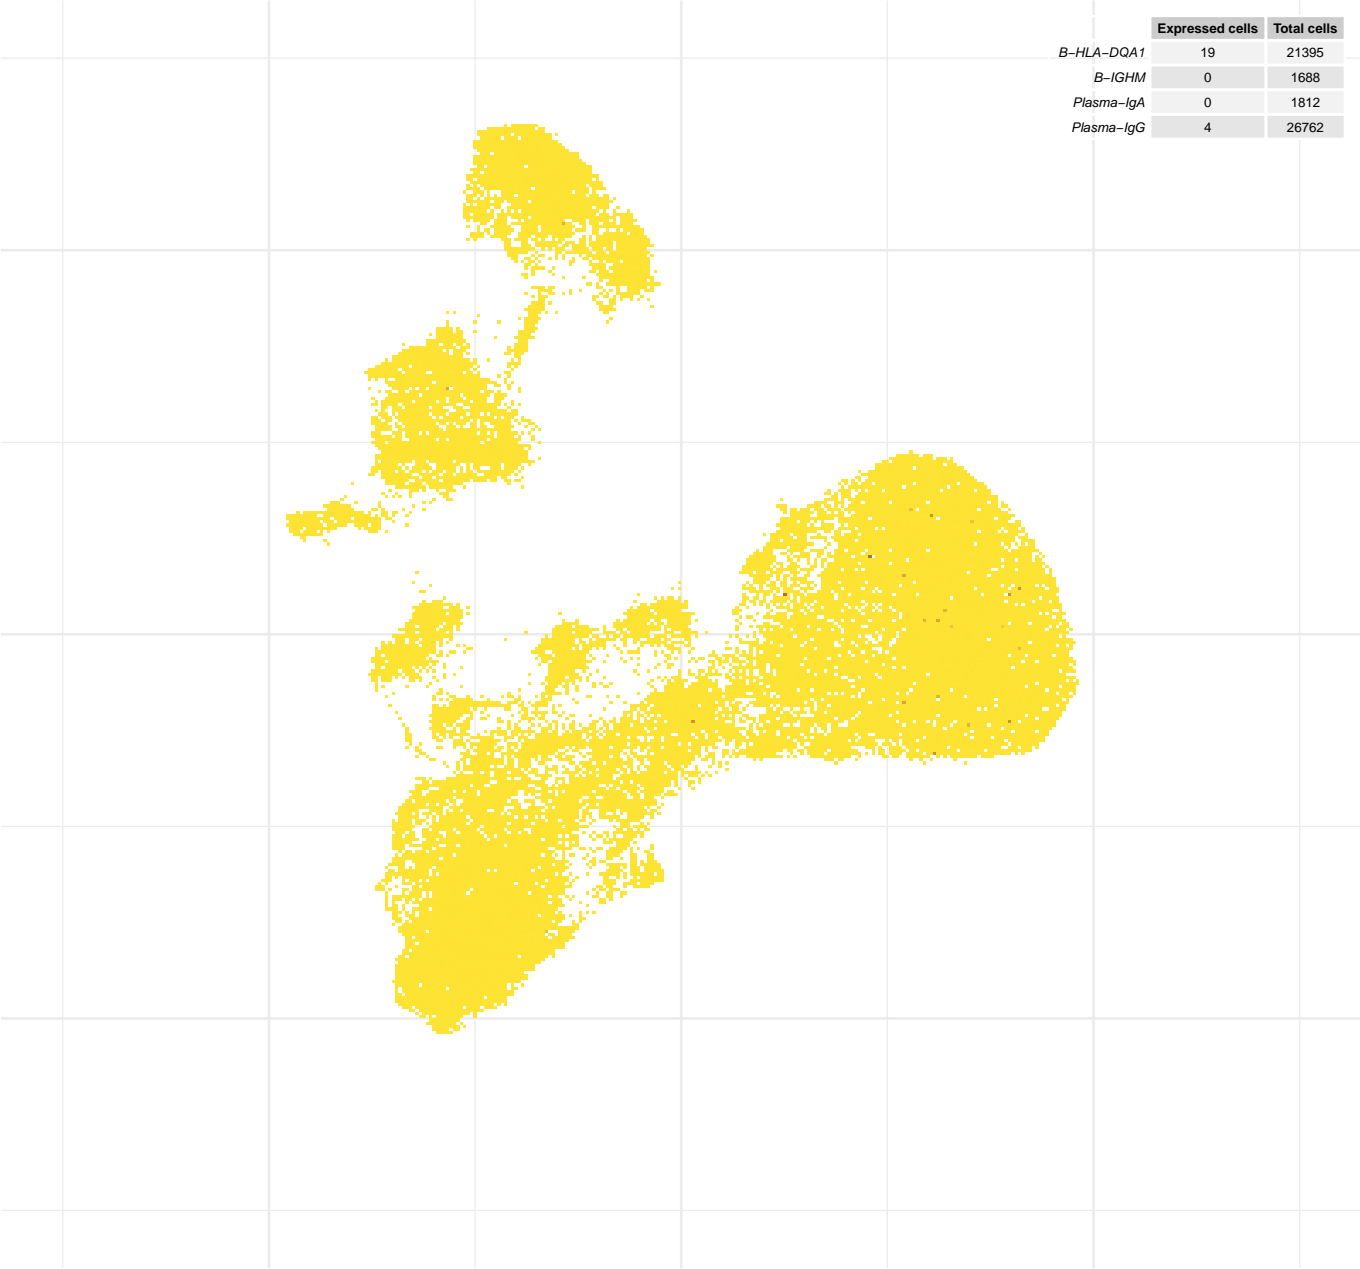 Expressed cells Total cells
B−HLA−DQA1 19 21395
B−IGHM 0 1688
Plasma−IgA 0 1812
Plasma−IgG 4 26762